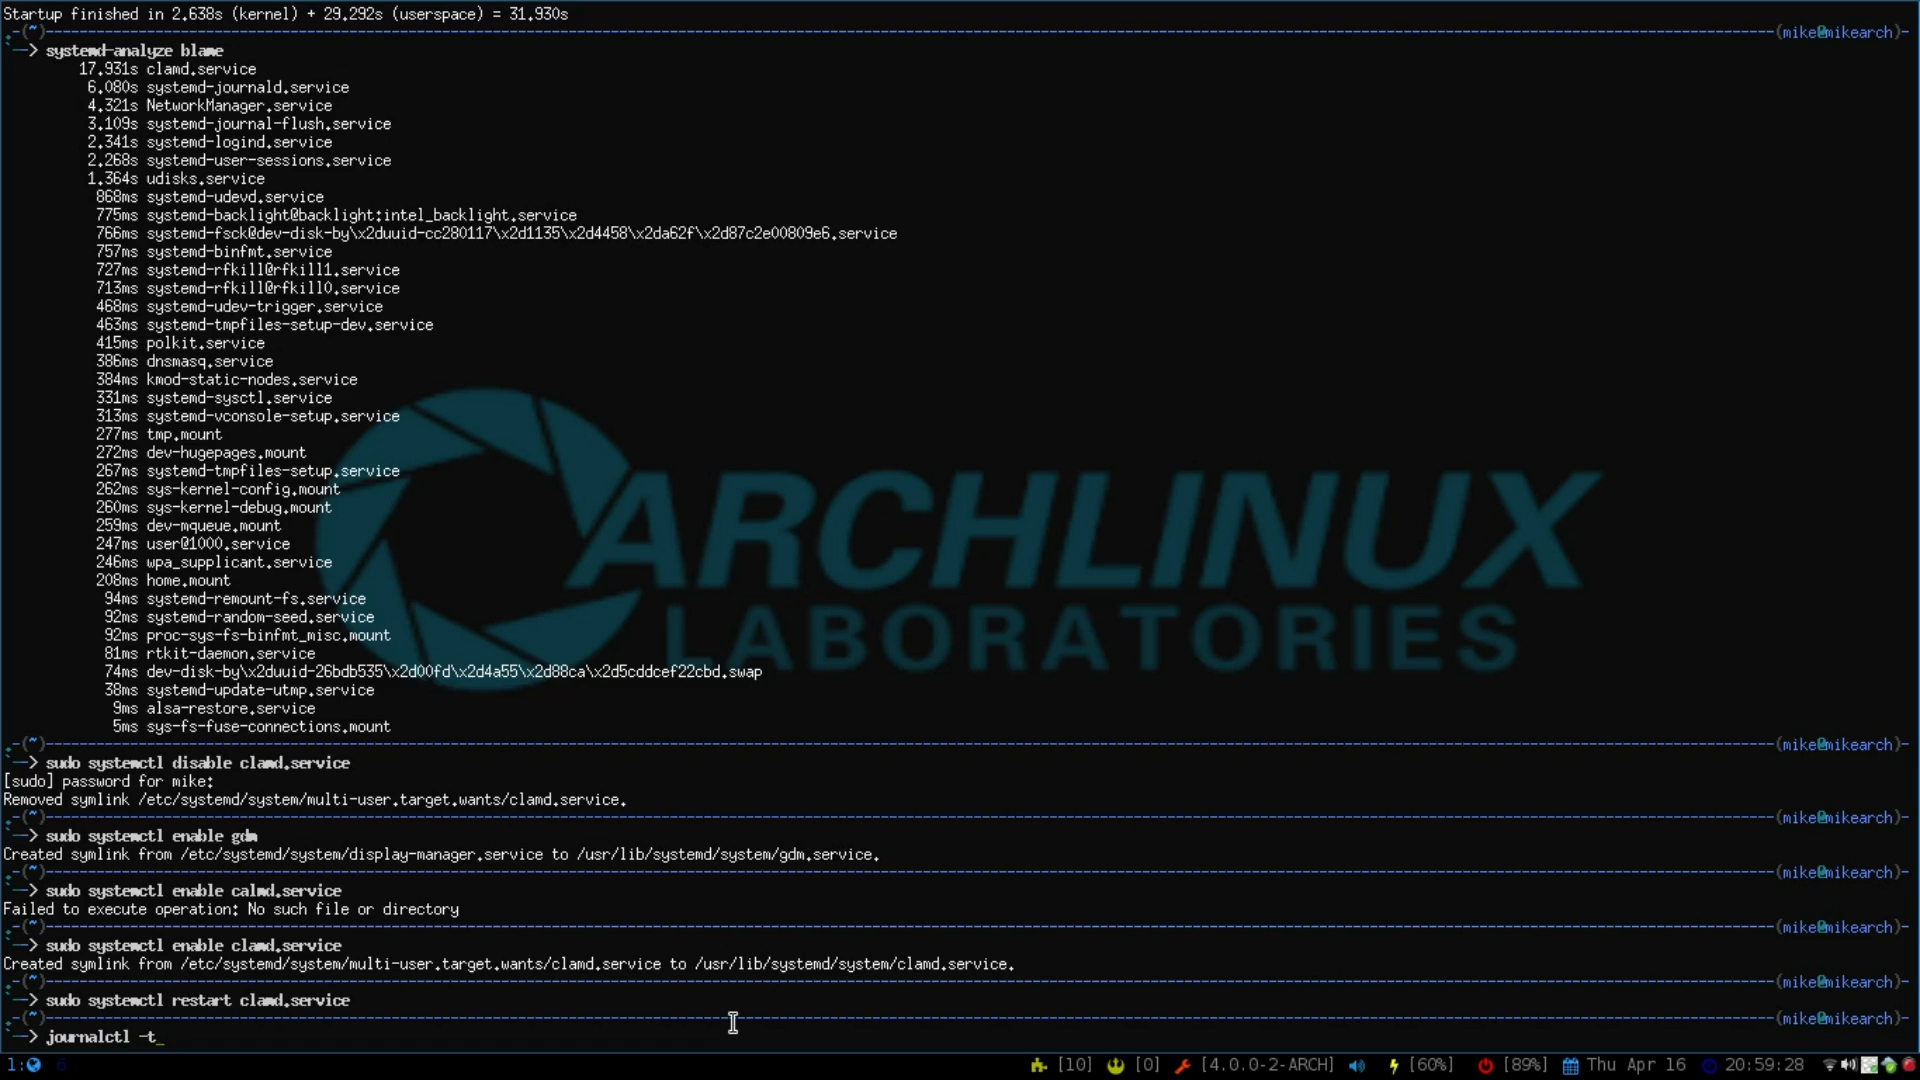 Startup finished in 2.638s (kernel) + 29.292s (userspace) = 31.930s
-(~)---(mike@mikearch)-
--> systemd-analyze blame
17.931s clamd.service
6.080s systemd-journald.service
4.321s NetworkManager.service
3.109s systemd-journal-flush.service
2.341s systemd-logind.service
2.268s systemd-user-sessions.service
1.364s udisks.service
868ms systemd-udevd.service
775ms systemd-backlight@backlight:intel_backlight.service
766ms systemd-fsck@dev-disk-by\x2duuid-cc280117\x2d1135\x2d4458\x2da62f\x2d87c2e00809e6.service
757ms systemd-binfmt.service
727ms systemd-rfkill@rfkill1.service
713ms systemd-rfkill@rfkill0.service
468ms systemd-udev-trigger.service
463ms systemd-tmpfiles-setup-dev.service
415ms polkit.service
386ms dnsmasq.service
384ms kmod-static-nodes.service
331ms systemd-sysctl.service
313ms systemd-vconsole-setup.service
277ms tmp.mount
272ms dev-hugepages.mount
267ms systemd-tmpfiles-setup.service
262ms sys-kernel-config.mount
260ms sys-kernel-debug.mount
259ms dev-mqueue.mount
247ms user@1000.service
246ms wpa_supplicant.service
208ms home.mount
94ms systemd-remount-fs.service
92ms systemd-random-seed.service
92ms proc-sys-fs-binfmt_misc.mount
81ms rtkit-daemon.service
74ms dev-disk-by\x2duuid-26bdb535\x2d00fd\x2d4a55\x2d88ca\x2d5cddcef22cbd.swap
38ms systemd-update-utmp.service
9ms alsa-restore.service
5ms sys-fs-fuse-connections.mount
ARCHLINUX
LABORATORIES
-(~)---(mike@mikearch)-
--> sudo systemctl disable clamd.service
[sudo] password for mike:
Removed symlink /etc/systemd/system/multi-user.target.wants/clamd.service.
-(~)---(mike@mikearch)-
--> sudo systemctl enable gdm
Created symlink from /etc/systemd/system/display-manager.service to /usr/lib/systemd/system/gdm.service.
-(~)---(mike@mikearch)-
--> sudo systemctl enable calmd.service
Failed to execute operation: No such file or directory
-(~)---(mike@mikearch)-
--> sudo systemctl enable clamd.service
Created symlink from /etc/systemd/system/multi-user.target.wants/clamd.service to /usr/lib/systemd/system/clamd.service.
-(~)---(mike@mikearch)-
--> sudo systemctl restart clamd.service
-(~)---(mike@mikearch)-
--> journalctl -t_
1: 6 [10] [0] [4.0.0-2-ARCH] [60%] [89%] Thu Apr 16 20:59:28